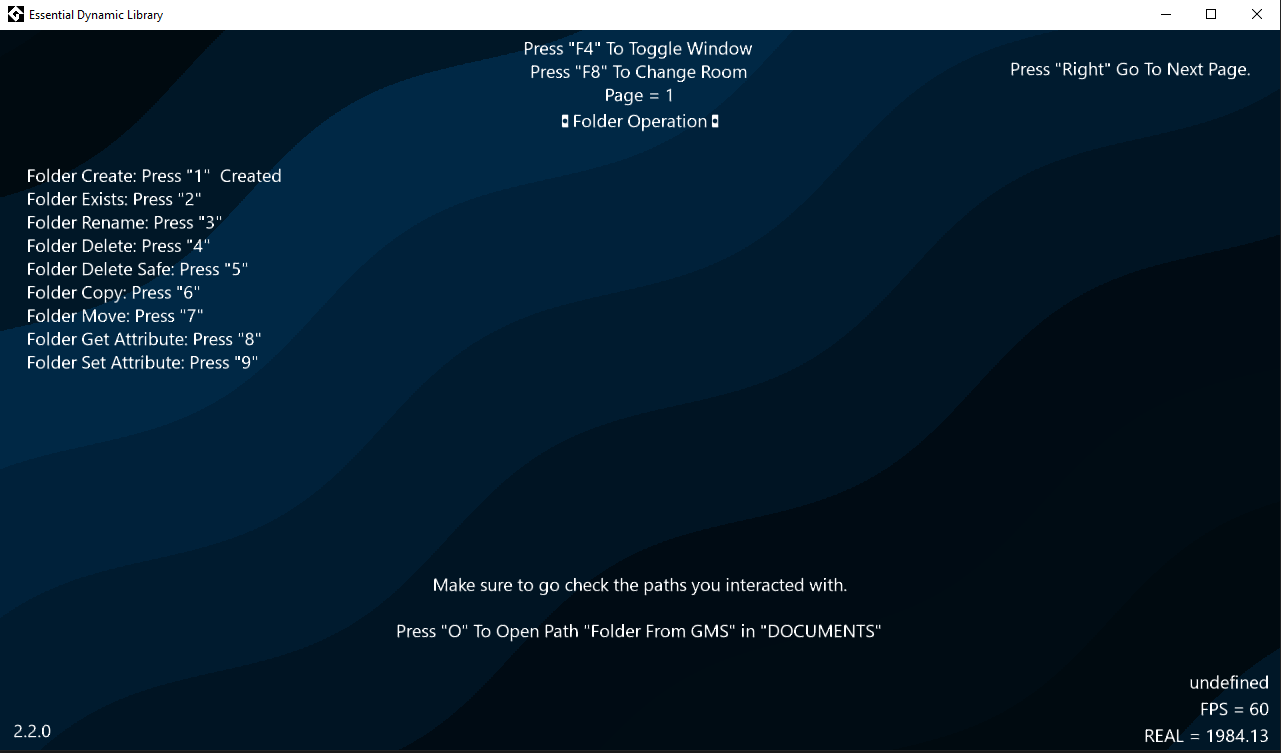 Essential Dynamic Library
Press "F4" To Toggle Window
Press "F8" To Change Room
Press "Right" Go To Next Page.
Page = 1
Folder Operation
Folder Create: Press "1"  Created
Folder Exists: Press "2"
Folder Rename: Press "3"
Folder Delete: Press "4"
Folder Delete Safe: Press "5"
Folder Copy: Press "6"
Folder Move: Press "7"
Folder Get Attribute: Press "8"
Folder Set Attribute: Press "9"
Make sure to go check the paths you interacted with.
Press "O" To Open Path "Folder From GMS" in "DOCUMENTS"
undefined
FPS = 60
2.2.0
REAL = 1984.13